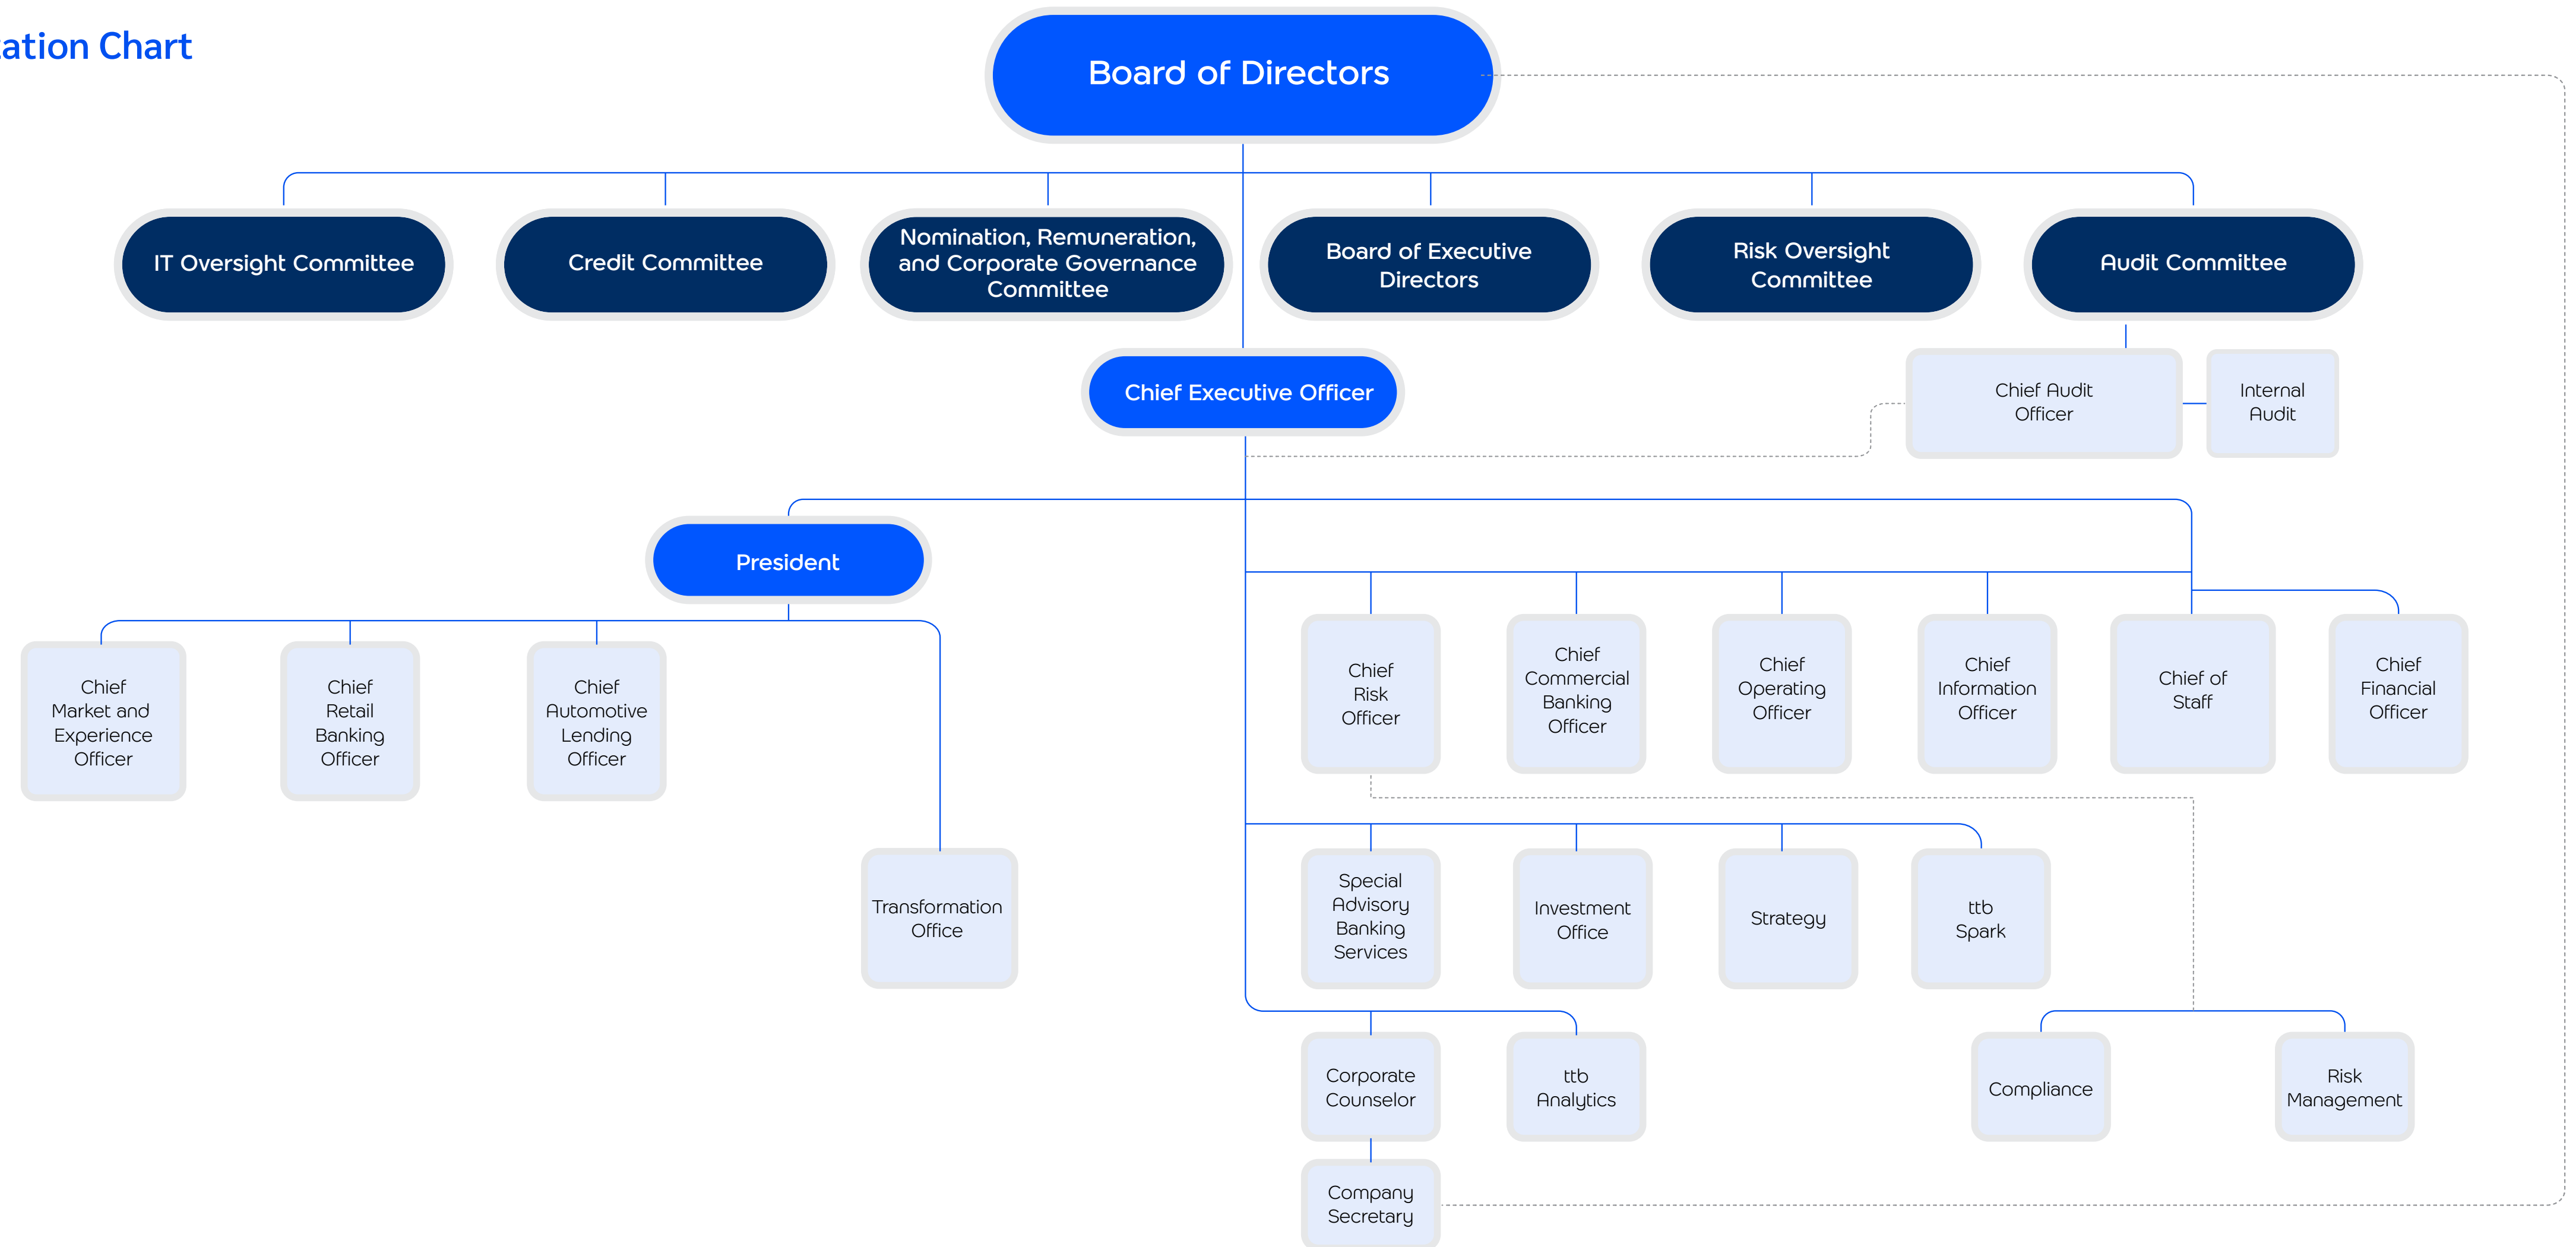 ation Chart
Board of Directors
IT Oversight Committee
Credit Committee
Nomination, Remuneration,
and Corporate Governance
Committee
Board of Executive
Directors
Risk Oversight
Committee
Audit Committee
Chief Executive Officer
Chief Audit
Officer
Internal
Audit
President
Chief
Market and
Experience
Officer
Chief
Retail
Banking
Officer
Chief
Automotive
Lending
Officer
Chief
Risk
Officer
Chief
Commercial
Banking
Officer
Chief
Operating
Officer
Chief
Information
Officer
Chief of
Staff
Chief
Financial
Officer
Transformation
Office
Special
Advisory
Banking
Services
Investment
Office
Strategy
ttb
Spark
Corporate
Counselor
ttb
Analytics
Compliance
Risk
Management
Company
Secretary